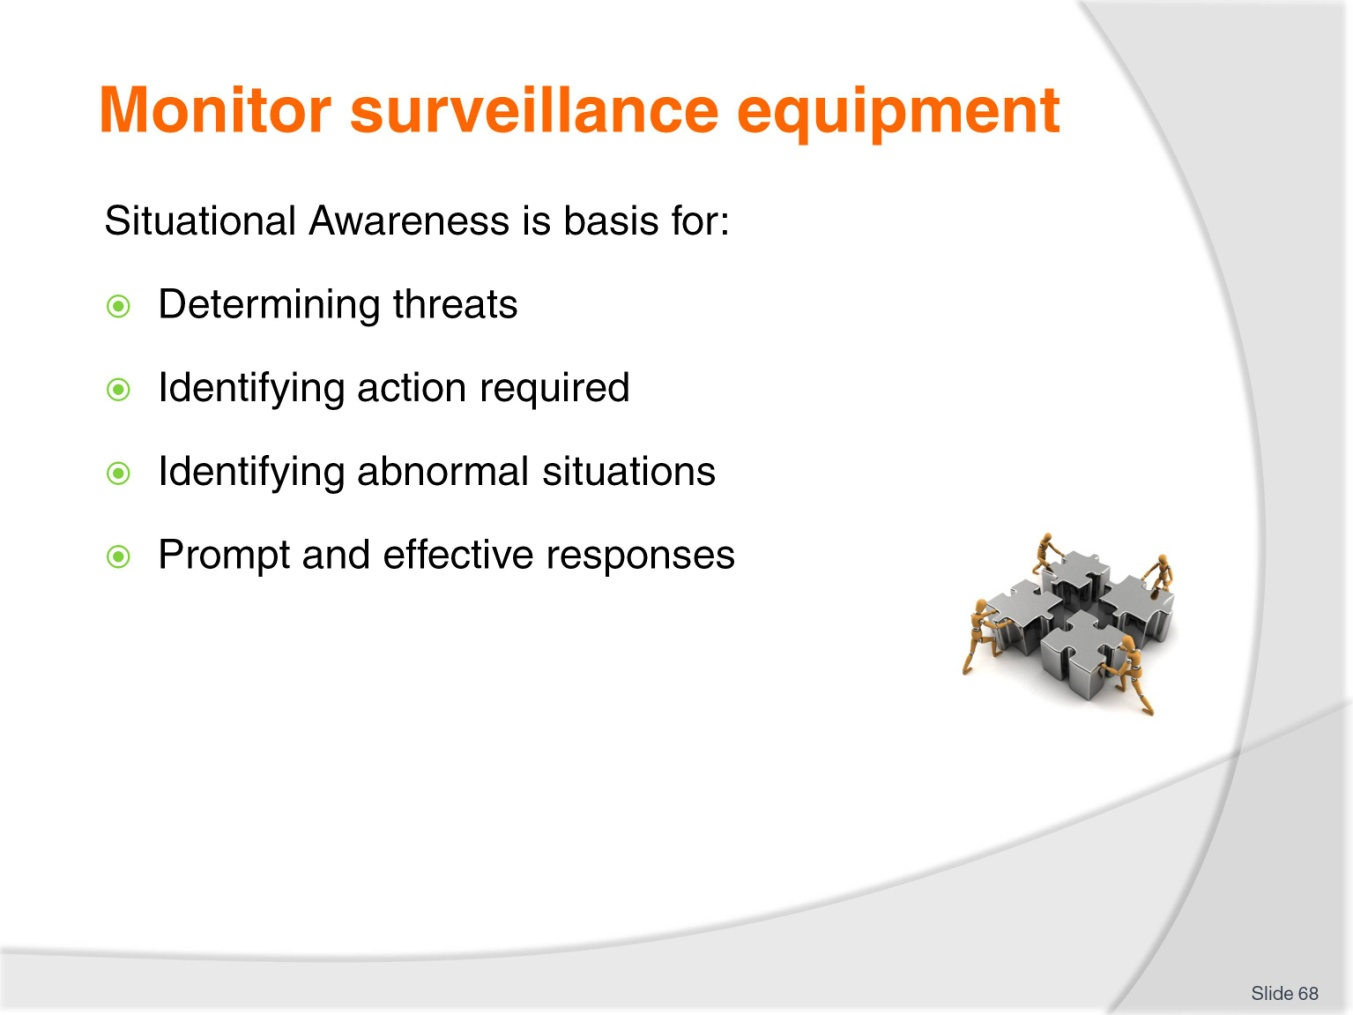 Monitor surveillance equipment
Situational Awareness is basis for:
Determining threats
Identifying action required
Identifying abnormal situations
Prompt and effective responses
Slide 68